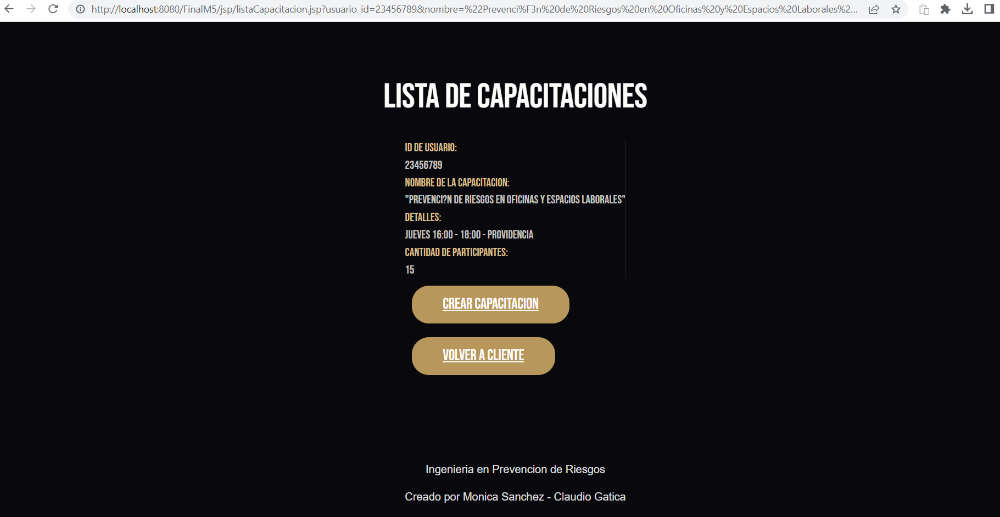 http://localhost:8080/FinalM5/jsp/listaCapacitacion.jsp?usuario_id=23456789&nombre=%22Prevenci%F3n%20de%20Riesgos%20en%20Oficinas%20y%20Espacios%20Laborales%2...
LISTA DE CAPACITACIONES
ID DE USUARIO:
23456789
NOMBRE DE LA CAPACITACION:
"PREVENCI?N DE RIESGOS EN OFICINAS Y ESPACIOS LABORALES"
DETALLES:
JUEVES 16:00 - 18:00 - PROVIDENCIA
CANTIDAD DE PARTICIPANTES:
15
CREAR CAPACITACION
VOLVER A CLIENTE
Ingenieria en Prevencion de Riesgos
Creado por Monica Sanchez - Claudio Gatica